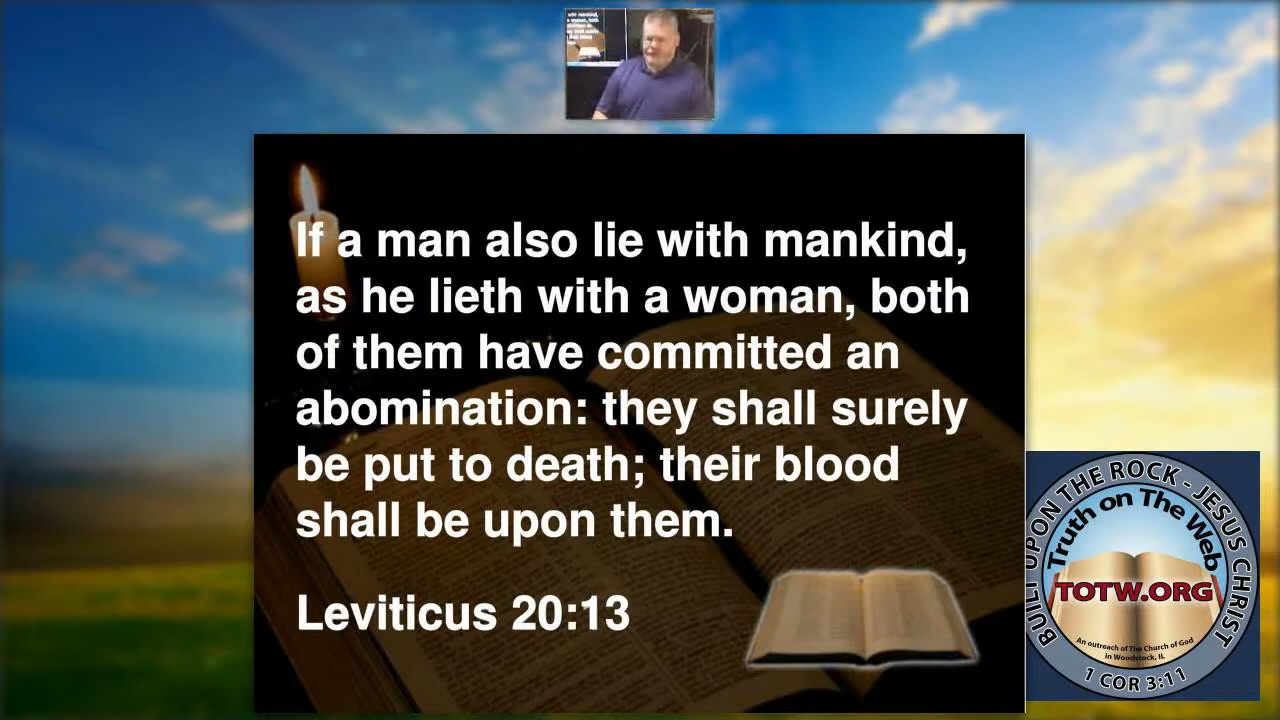 If a man also lie with mankind,
as he lieth with a woman, both
of them have committed an
abomination: they shall surely
be put to death; their blood
shall be upon them.
Leviticus 20:13
BUILT UPON THE ROCK - JESUS CHRIST
Truth on The Web
TOTW.ORG
An outreach of The Church of God
in Woodstock, IL
1 COR 3:11